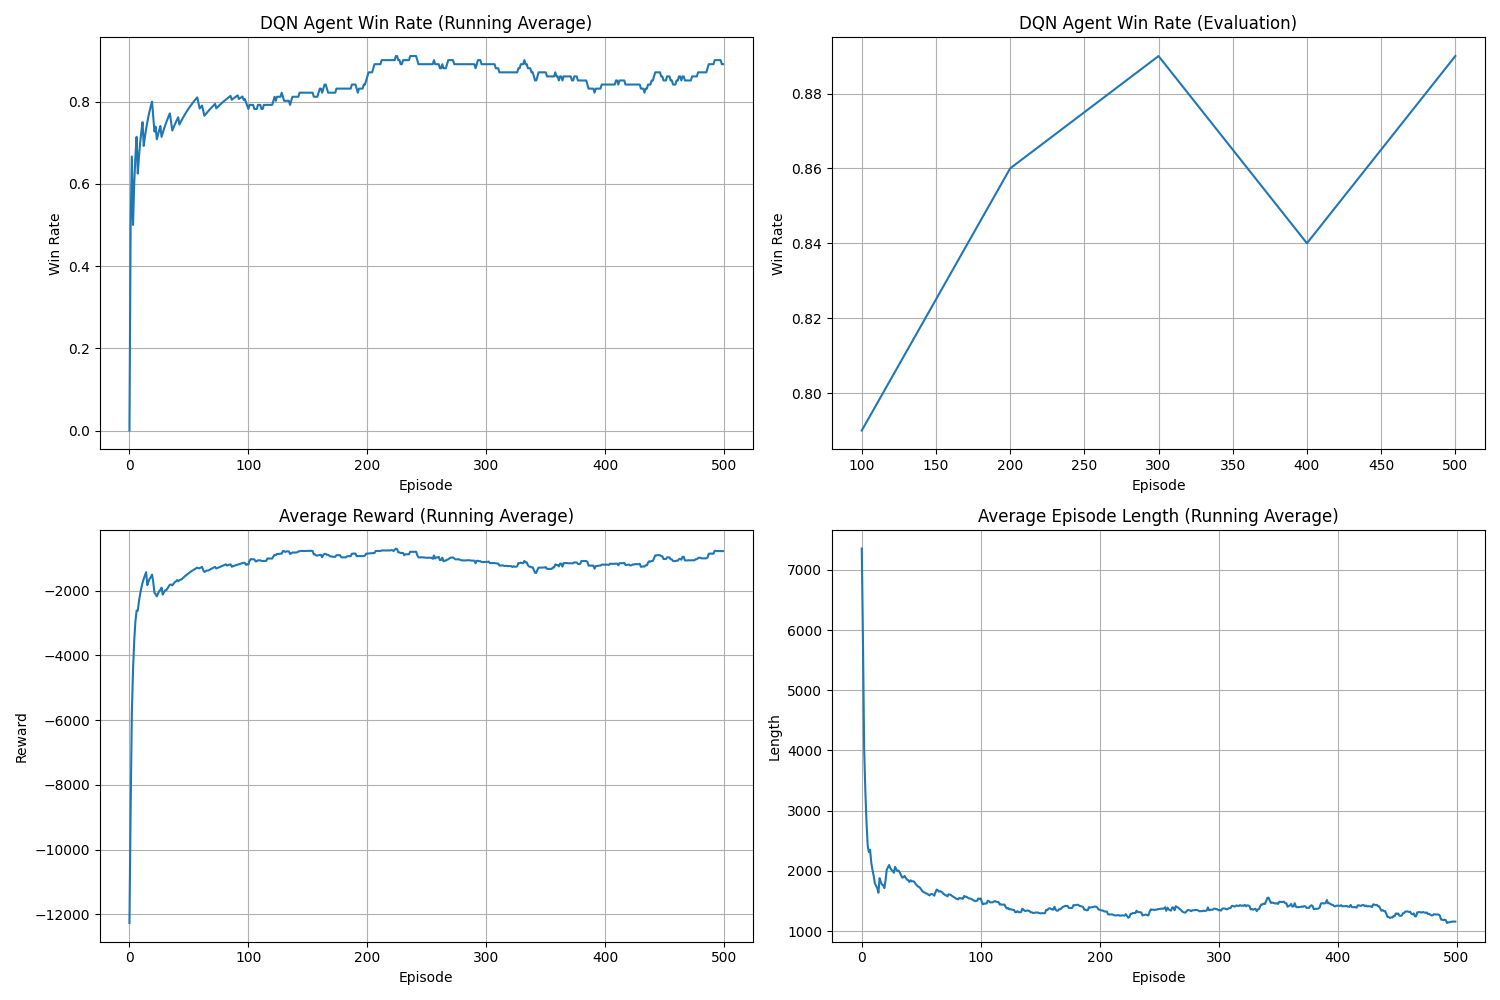 DQN Agent Win Rate (Running Average)
Win Rate
0.8
0.6
0.4
0.2
0.0
0 100 200 300 400 500
Episode
DQN Agent Win Rate (Evaluation)
Win Rate
0.88
0.86
0.84
0.82
0.80
100 150 200 250 300 350 400 450 500
Episode
Average Reward (Running Average)
Reward
−2000
−4000
−6000
−8000
−10000
−12000
0 100 200 300 400 500
Episode
Average Episode Length (Running Average)
Length
7000
6000
5000
4000
3000
2000
1000
0 100 200 300 400 500
Episode